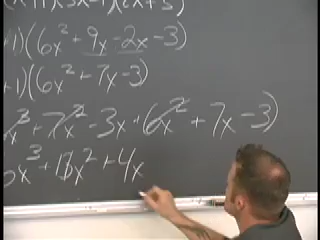 x+1)(3x-1)(2x+3)
+1)(6x² + 9x - 2x - 3)
+1)(6x² + 7x - 3)
x³ + 7x² - 3x + 6x² + 7x - 3)
6x³ + 13x² + 4x